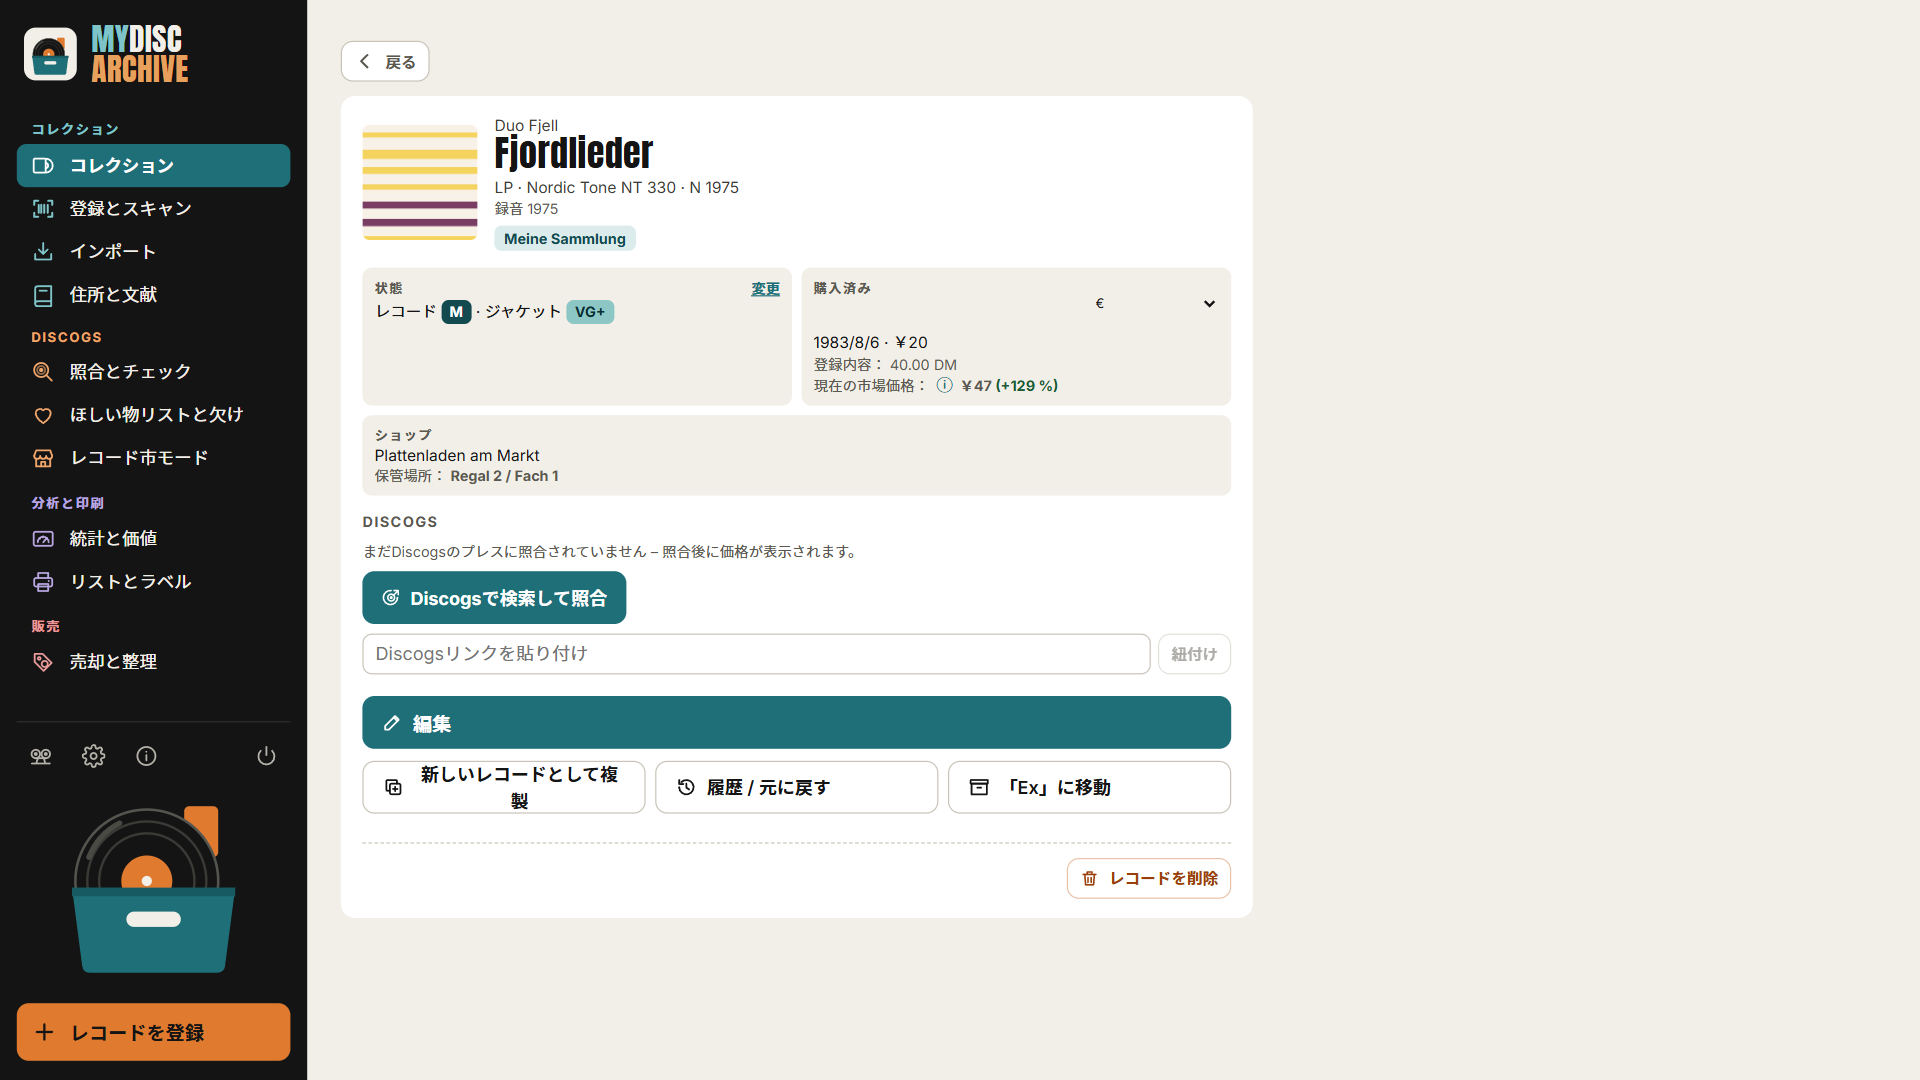 MYDISC
ARCHIVE
コレクション
コレクション
登録とスキャン
インポート
住所と文献
DISCOGS
照合とチェック
ほしい物リストと欠け
レコード市モード
分析と印刷
統計と価値
リストとラベル
販売
売却と整理
レコードを登録
戻る
Duo Fjell
Fjordlieder
LP · Nordic Tone NT 330 · N 1975
録音 1975
Meine Sammlung
状態
変更
レコード M · ジャケット VG+
購入済み
€
1983/8/6 · ￥20
登録内容： 40.00 DM
現在の市場価格： ￥47 (+129 %)
ショップ
Plattenladen am Markt
保管場所： Regal 2 / Fach 1
DISCOGS
まだDiscogsのプレスに照合されていません – 照合後に価格が表示されます。
Discogsで検索して照合
Discogsリンクを貼り付け
紐付け
編集
新しいレコードとして複
製
履歴 / 元に戻す
「Ex」に移動
レコードを削除